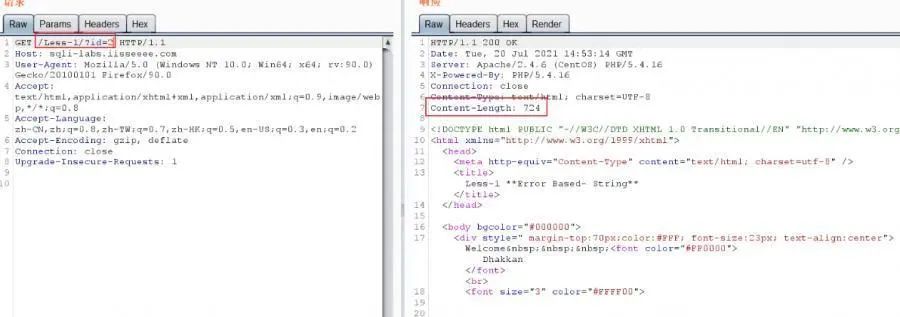 请求
Raw Params Headers Hex
1 GET /Less-1/?id=2 HTTP/1.1
2 Host: sqli-labs.iisseeee.com
3 User-Agent: Mozilla/5.0 (Windows NT 10.0; Win64; x64; rv:90.0)
Gecko/20100101 Firefox/90.0
4 Accept:
text/html,application/xhtml+xml,application/xml;q=0.9,image/web
p,*/*;q=0.8
5 Accept-Language:
zh-CN,zh;q=0.8,zh-TW;q=0.7,zh-HK;q=0.5,en-US;q=0.3,en;q=0.2
6 Accept-Encoding: gzip, deflate
7 Connection: close
8 Upgrade-Insecure-Requests: 1
9
10
响应
Raw Headers Hex Render
1 HTTP/1.1 200 OK
2 Date: Tue, 20 Jul 2021 14:53:14 GMT
3 Server: Apache/2.4.6 (CentOS) PHP/5.4.16
4 X-Powered-By: PHP/5.4.16
5 Connection: close
6 Content-Type: text/html; charset=UTF-8
7 Content-Length: 724
8
9 <!DOCTYPE html PUBLIC "-//W3C//DTD XHTML 1.0 Transitional//EN" "http://www.w3.org
10 <html xmlns="http://www.w3.org/1999/xhtml">
11 <head>
12 <meta http-equiv="Content-Type" content="text/html; charset=utf-8" />
13 <title>
Less-1 **Error Based- String**
</title>
14 </head>
15
16 <body bgcolor="#000000">
17 <div style=" margin-top:70px;color:#FFF; font-size:23px; text-align:center">
Welcome&nbsp;&nbsp;&nbsp;<font color="#FF0000">
Dhakkan
</font>
<br>
18 <font size="3" color="#FFFF00">
19
20